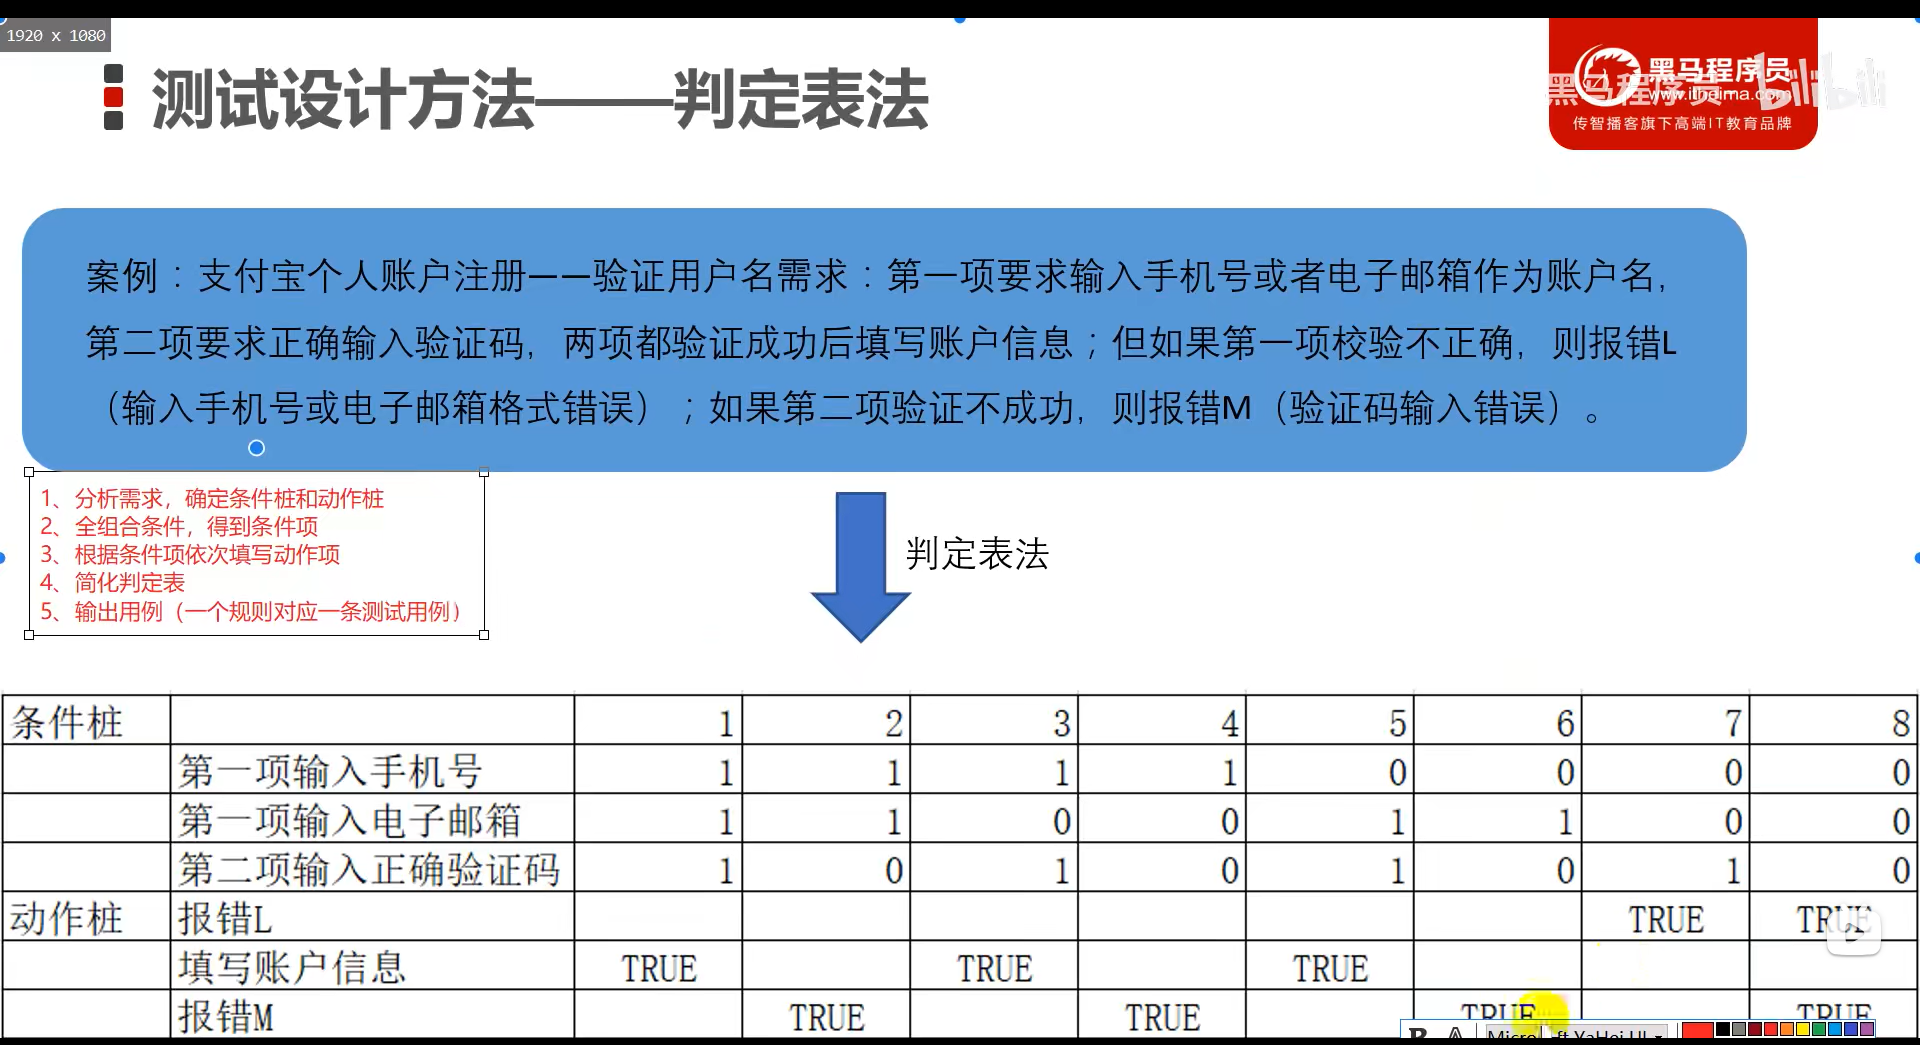 1920 x 1080
测试设计方法——判定表法
黑马程序员
www.itheima.com
传智播客旗下高端IT教育品牌
黑马程序员
bilibili
案例：支付宝个人账户注册——验证用户名需求：第一项要求输入手机号或者电子邮箱作为账户名，
第二项要求正确输入验证码，两项都验证成功后填写账户信息；但如果第一项校验不正确，则报错L
（输入手机号或电子邮箱格式错误）；如果第二项验证不成功，则报错M（验证码输入错误）。
1、分析需求，确定条件桩和动作桩
2、全组合条件，得到条件项
3、根据条件项依次填写动作项
4、简化判定表
5、输出用例（一个规则对应一条测试用例）
判定表法
条件桩 1 2 3 4 5 6 7 8
第一项输入手机号 1 1 1 1 0 0 0 0
第一项输入电子邮箱 1 1 0 0 1 1 0 0
第二项输入正确验证码 1 0 1 0 1 0 1 0
动作桩 报错L TRUE TRUE
填写账户信息 TRUE TRUE TRUE
报错M TRUE TRUE TRUE TRUE
B A Microsoft YaHei UI